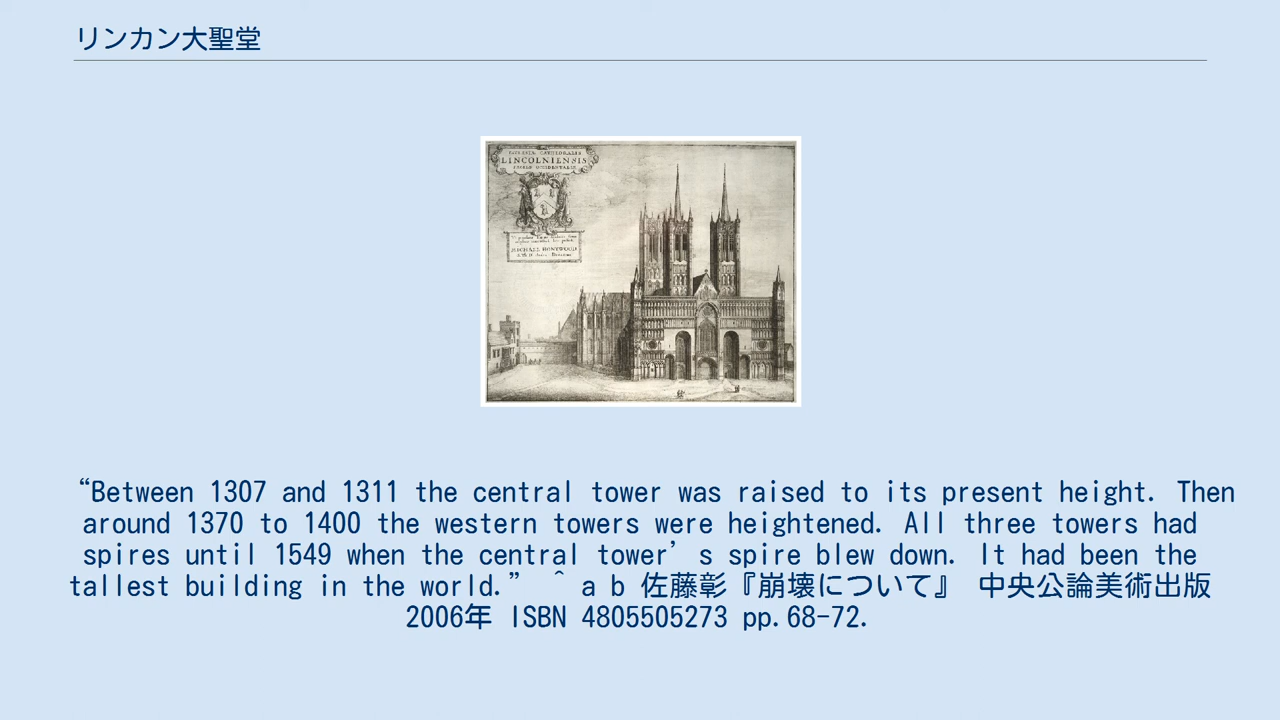 リンカン大聖堂
LINCOLNIENSIS
MICHAEL HONYWOOD
“Between 1307 and 1311 the central tower was raised to its present height. Then
around 1370 to 1400 the western towers were heightened. All three towers had
spires until 1549 when the central tower’s spire blew down. It had been the
tallest building in the world.” ^ a b 佐藤彰『崩壊について』 中央公論美術出版
2006年 ISBN 4805505273 pp.68-72.